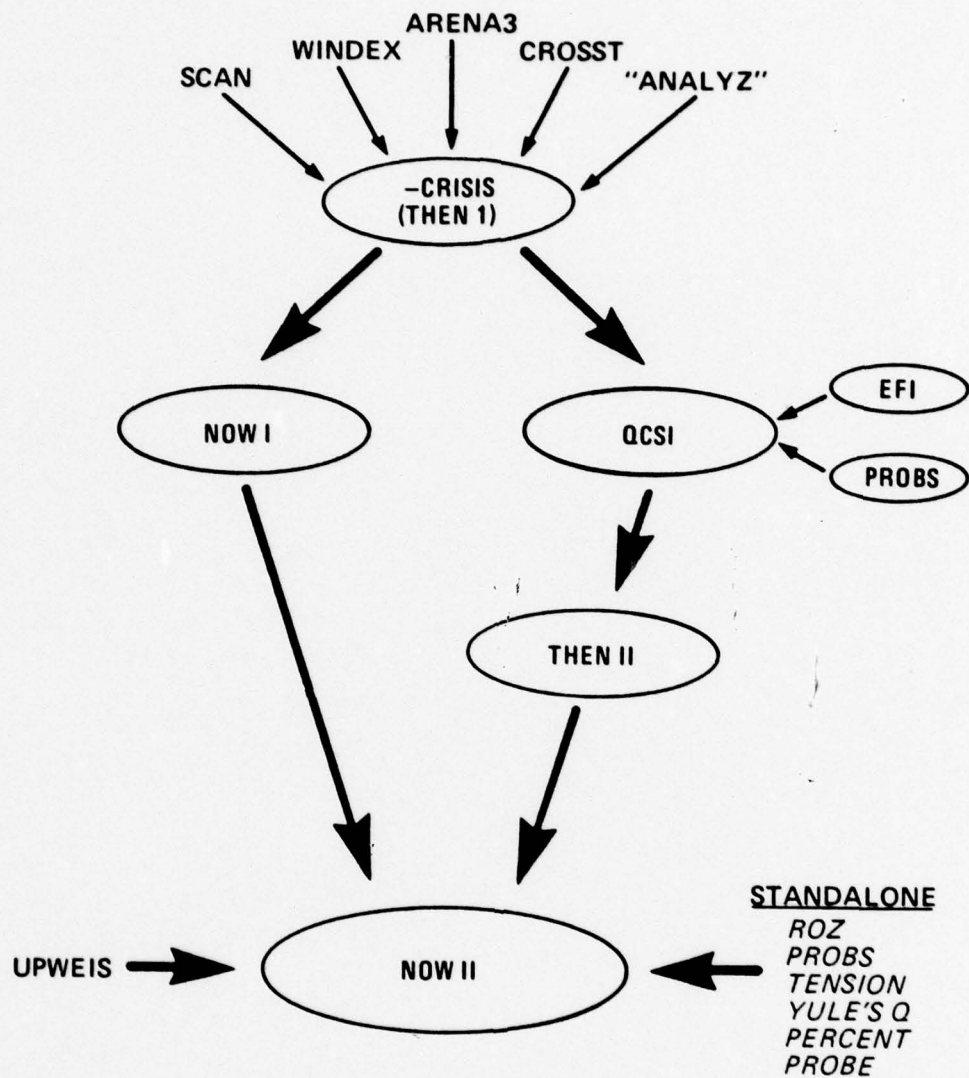 ARENA3
WINDEX
CROSST
SCAN
"ANALYZ"
–CRISIS
(THEN 1)
NOW I
QCSI
EFI
PROBS
THEN II
STANDALONE
ROZ
PROBS
TENSION
YULE'S Q
PERCENT
PROBE
UPWEIS
NOW II